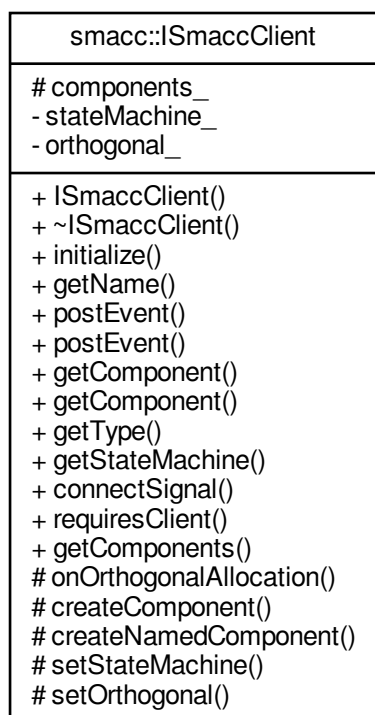 smacc::ISmaccClient
# components_
- stateMachine_
- orthogonal_
+ ISmaccClient()
+ ~ISmaccClient()
+ initialize()
+ getName()
+ postEvent()
+ postEvent()
+ getComponent()
+ getComponent()
+ getType()
+ getStateMachine()
+ connectSignal()
+ requiresClient()
+ getComponents()
# onOrthogonalAllocation()
# createComponent()
# createNamedComponent()
# setStateMachine()
# setOrthogonal()